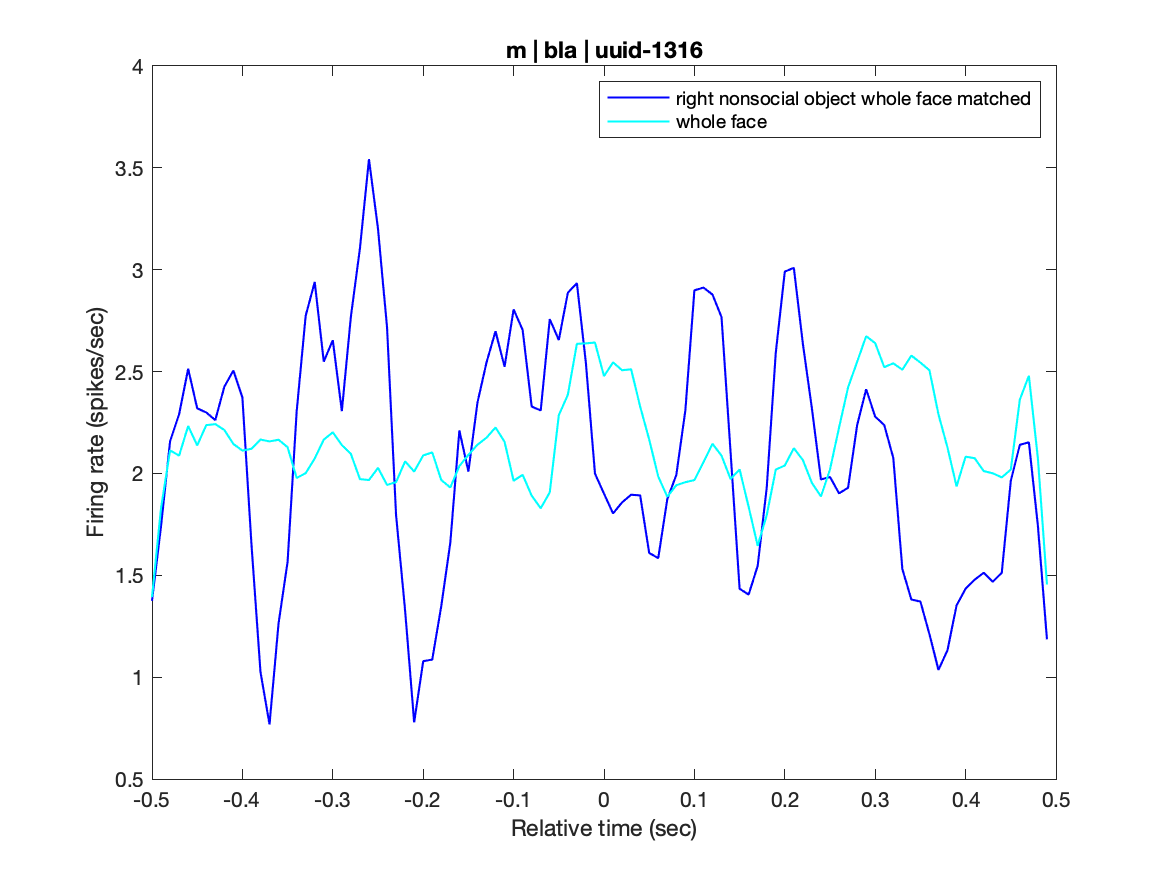 m | bla | uuid-1316
right nonsocial object whole face matched
whole face
Firing rate (spikes/sec)
4
3.5
3
2.5
2
1.5
1
0.5
-0.5 -0.4 -0.3 -0.2 -0.1 0 0.1 0.2 0.3 0.4 0.5
Relative time (sec)